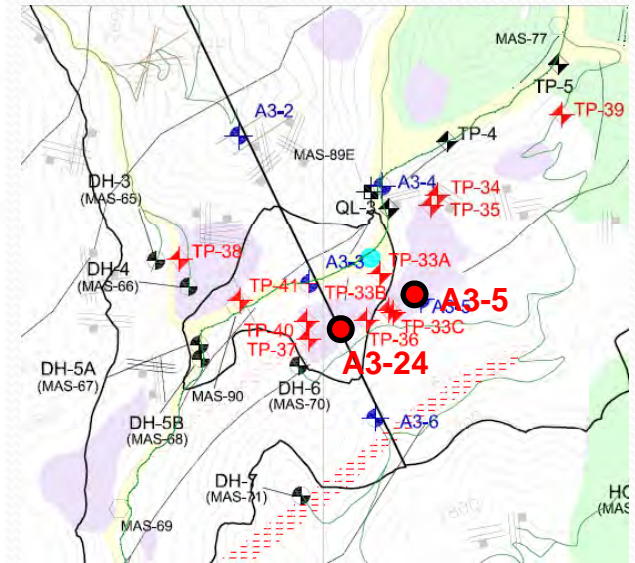 MAS-77
TP-5
TP-39
A3-2
TP-4
MAS-89E
DH-3
(MAS-65)
A3-4
TP-34
QL-3
TP-35
TP-38
A3-3
TP-33A
DH-4
(MAS-66)
TP-41
TP-33B
A3-5
A3-5
TP-33C
TP-40
TP-36
TP-37
A3-24
DH-5A
(MAS-67)
MAS-90
DH-6
(MAS-70)
DH-5B
(MAS-68)
A3-6
DH-7
(MAS-71)
MAS-69
HO
(MAS